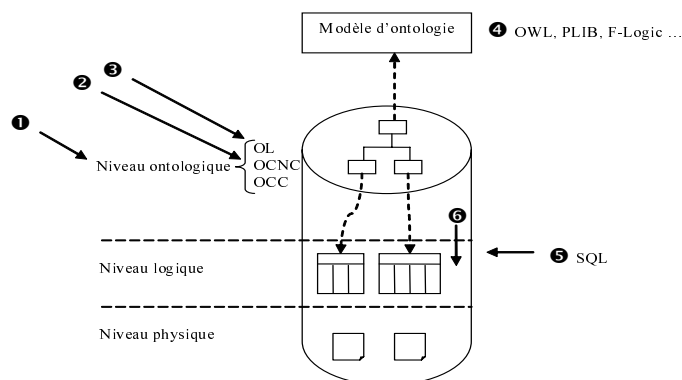 Modèle d'ontologie
❹ OWL, PLIB, F-Logic ...
❸
❷
❶
OL
Niveau ontologique
OCNC
OCC
❻
Niveau logique
❺ SQL
Niveau physique